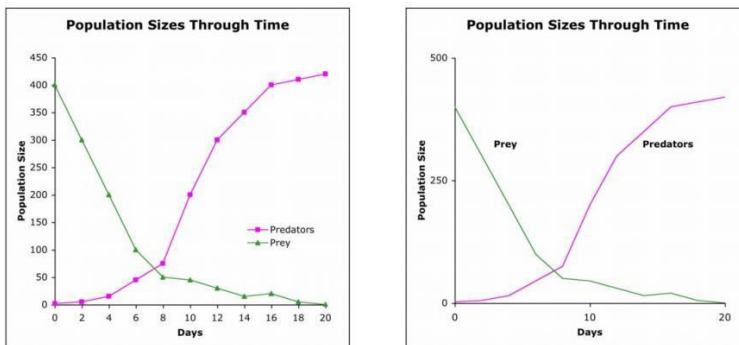 Population Sizes Through Time
450
400
350
300
250
200
150
100
50
0
Population Size
Predators
Prey
0 2 4 6 8 10 12 14 16 18 20
Days
Population Sizes Through Time
500
250
0
Population Size
Prey
Predators
0 10 20
Days